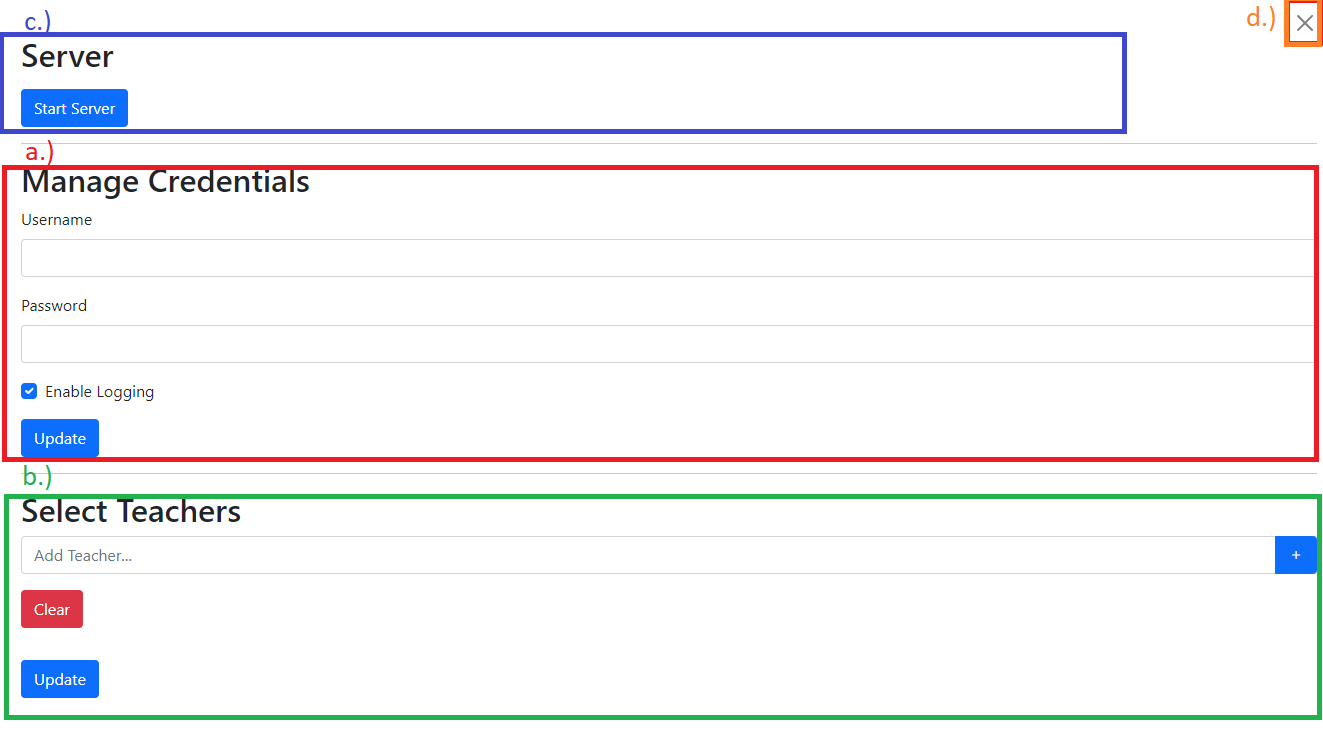 c.)
d.)
Server
Start Server
a.)
Manage Credentials
Username
Password
Enable Logging
Update
b.)
Select Teachers
Add Teacher...
+
Clear
Update